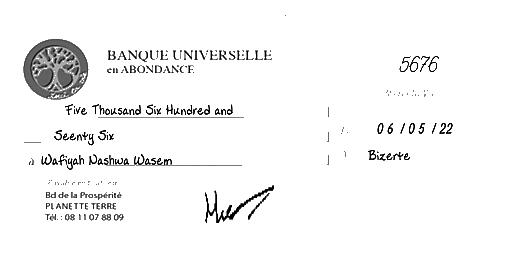 BANQUE UNIVERSELLE
en ABONDANCE
5676
Five Thousand Six Hundred and
Seenty Six
06/05/22
à Wafiyah Nashwa Wasem
Bizerte
Bd de la Prospérité
PLANETTE TERRE
Tél. : 08 11 07 88 09